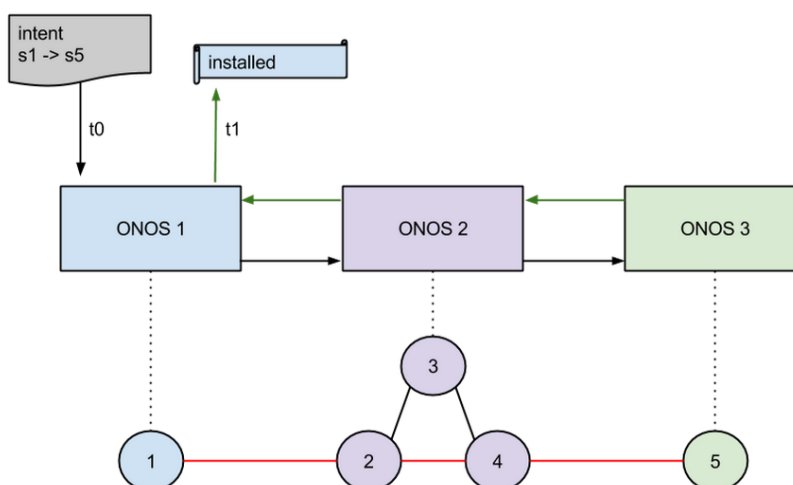 intent
s1 -> s5
installed
t0
t1
ONOS 1
ONOS 2
ONOS 3
3
1
2
4
5